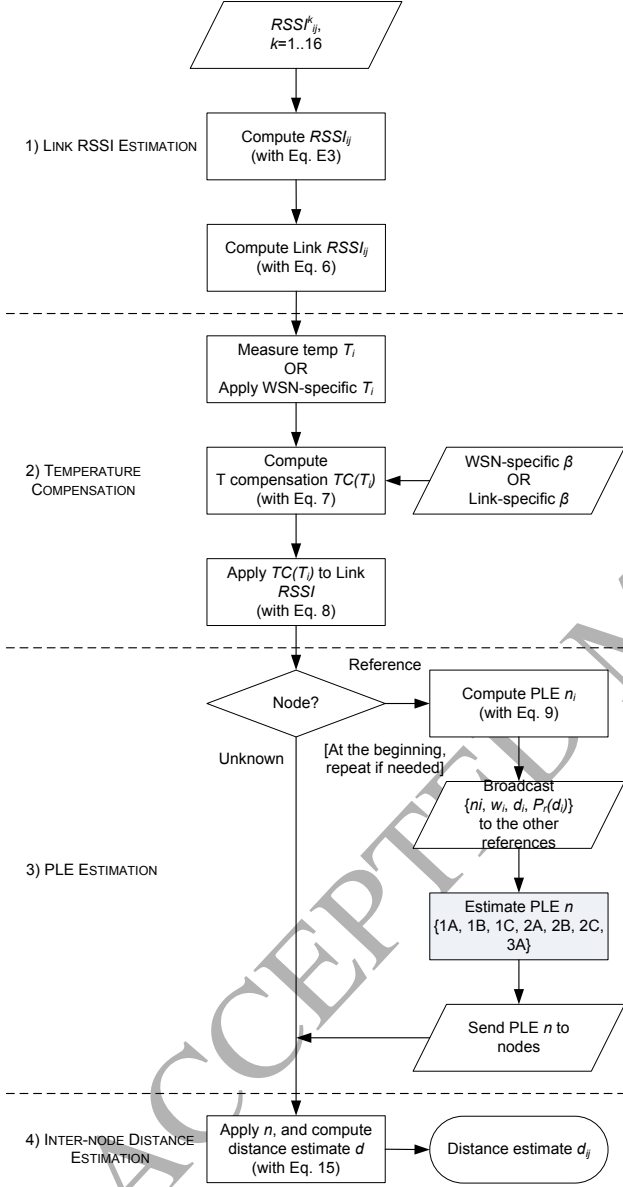 RSSI^k_ij,
k=1..16
1) LINK RSSI ESTIMATION
Compute RSSI_ij
(with Eq. E3)
Compute Link RSSI_ij
(with Eq. 6)
Measure temp T_i
OR
Apply WSN-specific T_i
2) TEMPERATURE
COMPENSATION
Compute
T compensation TC(T_i)
(with Eq. 7)
WSN-specific β
OR
Link-specific β
Apply TC(T_i) to Link
RSSI
(with Eq. 8)
Node?
Reference
Compute PLE n_i
(with Eq. 9)
Unknown
[At the beginning,
repeat if needed]
Broadcast
{ni, w_i, d_i, P_r(d_i)}
to the other
references
3) PLE ESTIMATION
Estimate PLE n
{1A, 1B, 1C, 2A, 2B, 2C,
3A}
Send PLE n to
nodes
4) INTER-NODE DISTANCE
ESTIMATION
Apply n, and compute
distance estimate d
(with Eq. 15)
Distance estimate d_ij
ACCEPTED M